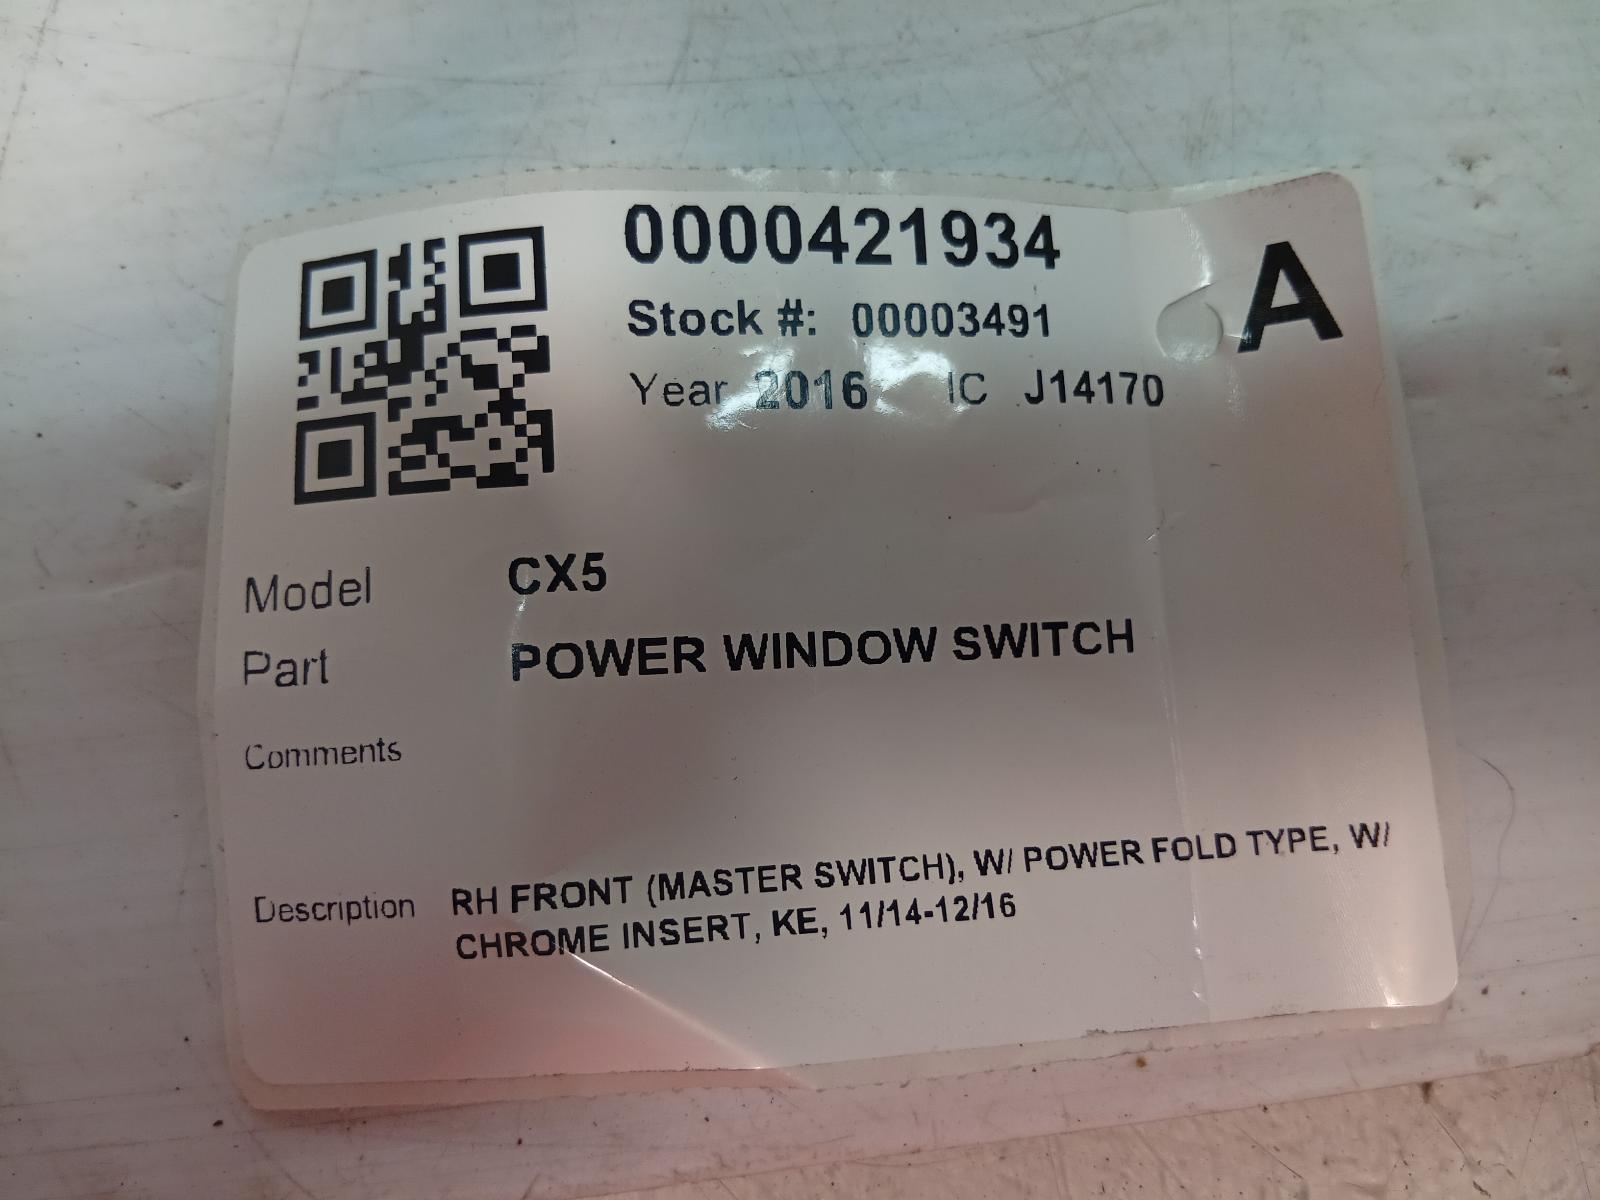 0000421934
A
Stock #: 00003491
Year 2016 IC J14170
Model CX5
Part POWER WINDOW SWITCH
Comments
Description RH FRONT (MASTER SWITCH), W/ POWER FOLD TYPE, W/
CHROME INSERT, KE, 11/14-12/16